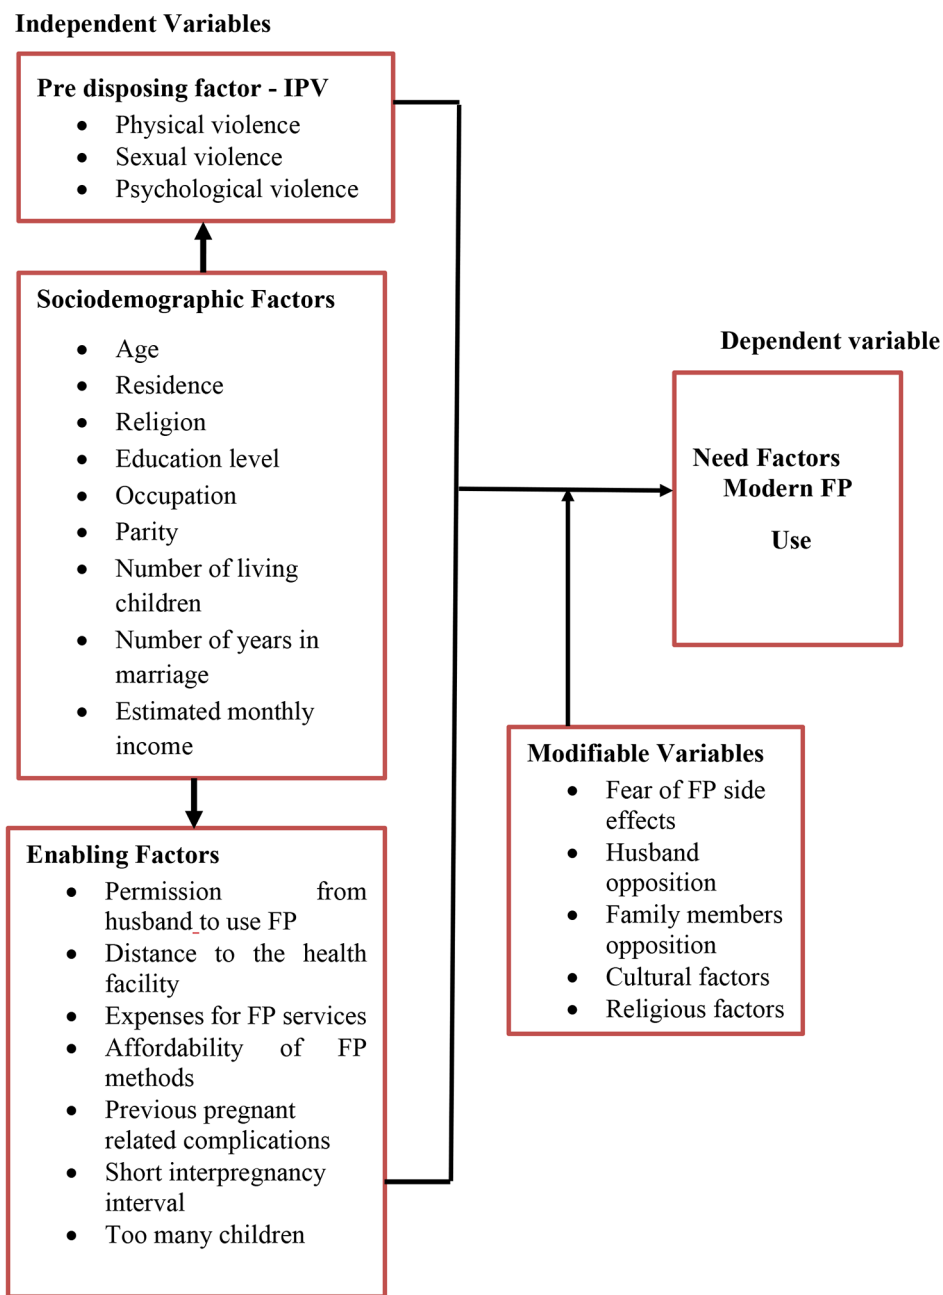 Independent Variables
Pre disposing factor - IPV
• Physical violence
• Sexual violence
• Psychological violence
Sociodemographic Factors
• Age
• Residence
• Religion
• Education level
• Occupation
• Parity
• Number of living
children
• Number of years in
marriage
• Estimated monthly
income
Enabling Factors
• Permission from
husband to use FP
• Distance to the health
facility
• Expenses for FP services
• Affordability of FP
methods
• Previous pregnant
related complications
• Short interpregnancy
interval
• Too many children
Dependent variable
Need Factors
Modern FP
Use
Modifiable Variables
• Fear of FP side
effects
• Husband
opposition
• Family members
opposition
• Cultural factors
• Religious factors